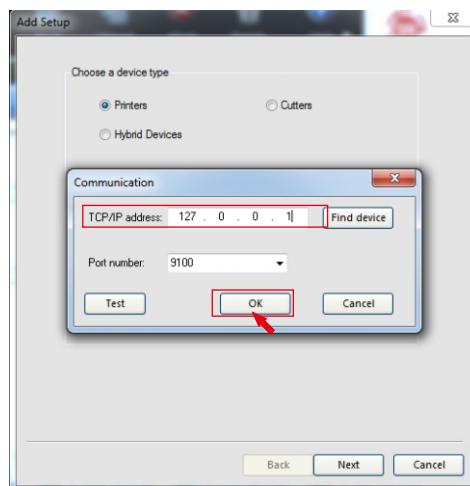 Add Setup
Choose a device type
Printers
Cutters
Hybrid Devices
Communication
TCP/IP address: 127 . 0 . 0 . 1 Find device
Port number: 9100
Test OK Cancel
Back Next Cancel